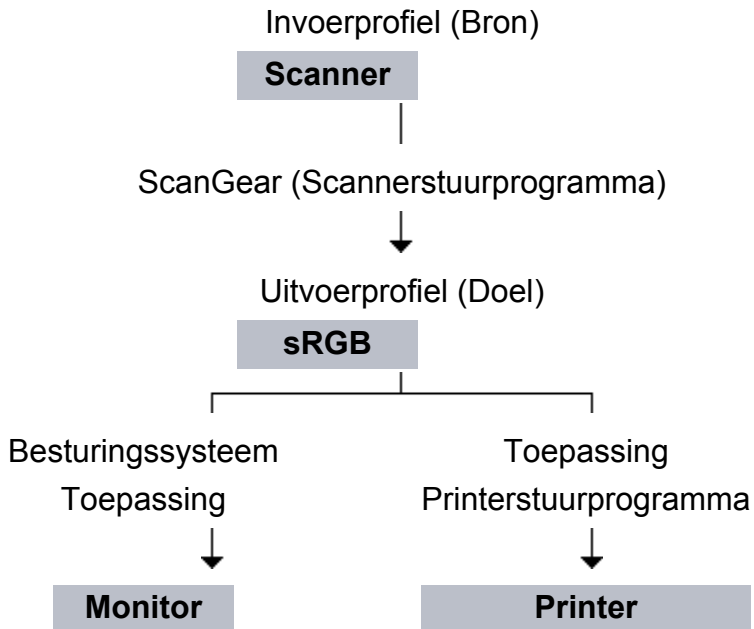 Invoerprofiel (Bron)
Scanner
ScanGear (Scannerstuurprogramma)
Uitvoerprofiel (Doel)
sRGB
Besturingssysteem
Toepassing
Monitor
Toepassing
Printerstuurprogramma
Printer